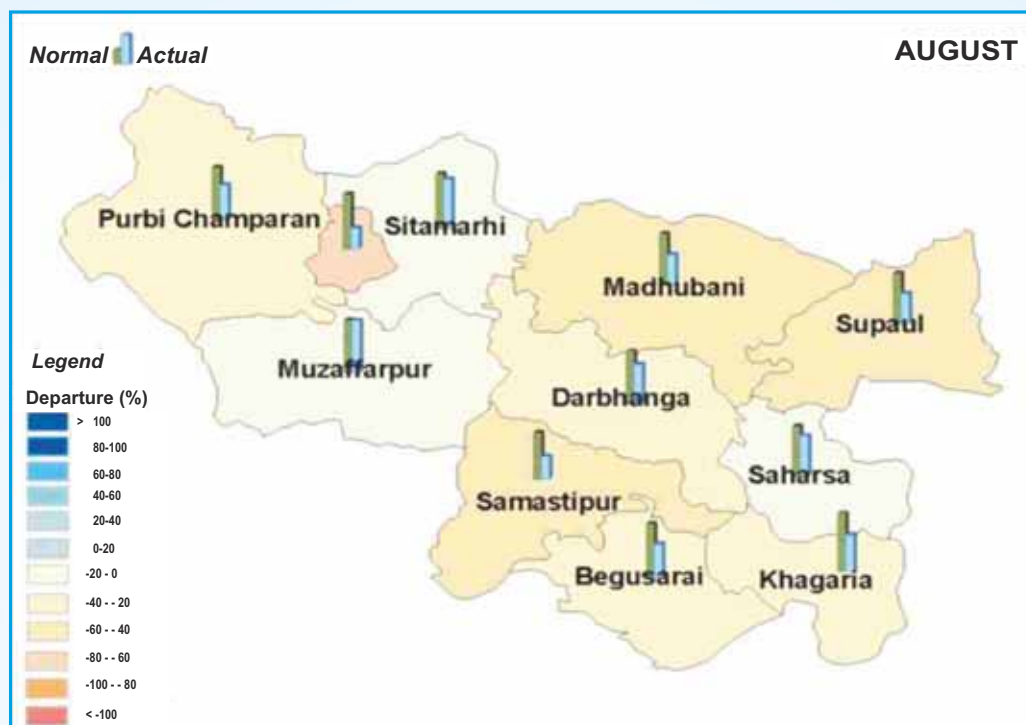 Normal Actual
AUGUST
Purbi Champaran
Sitamarhi
Madhubani
Supaul
Muzaffarpur
Darbhanga
Saharsa
Samastipur
Begusarai
Khagaria
Legend
Departure (%)
> 100
80-100
60-80
40-60
20-40
0-20
-20 - 0
-40 - - 20
-60 - - 40
-80 - - 60
-100 - - 80
< -100